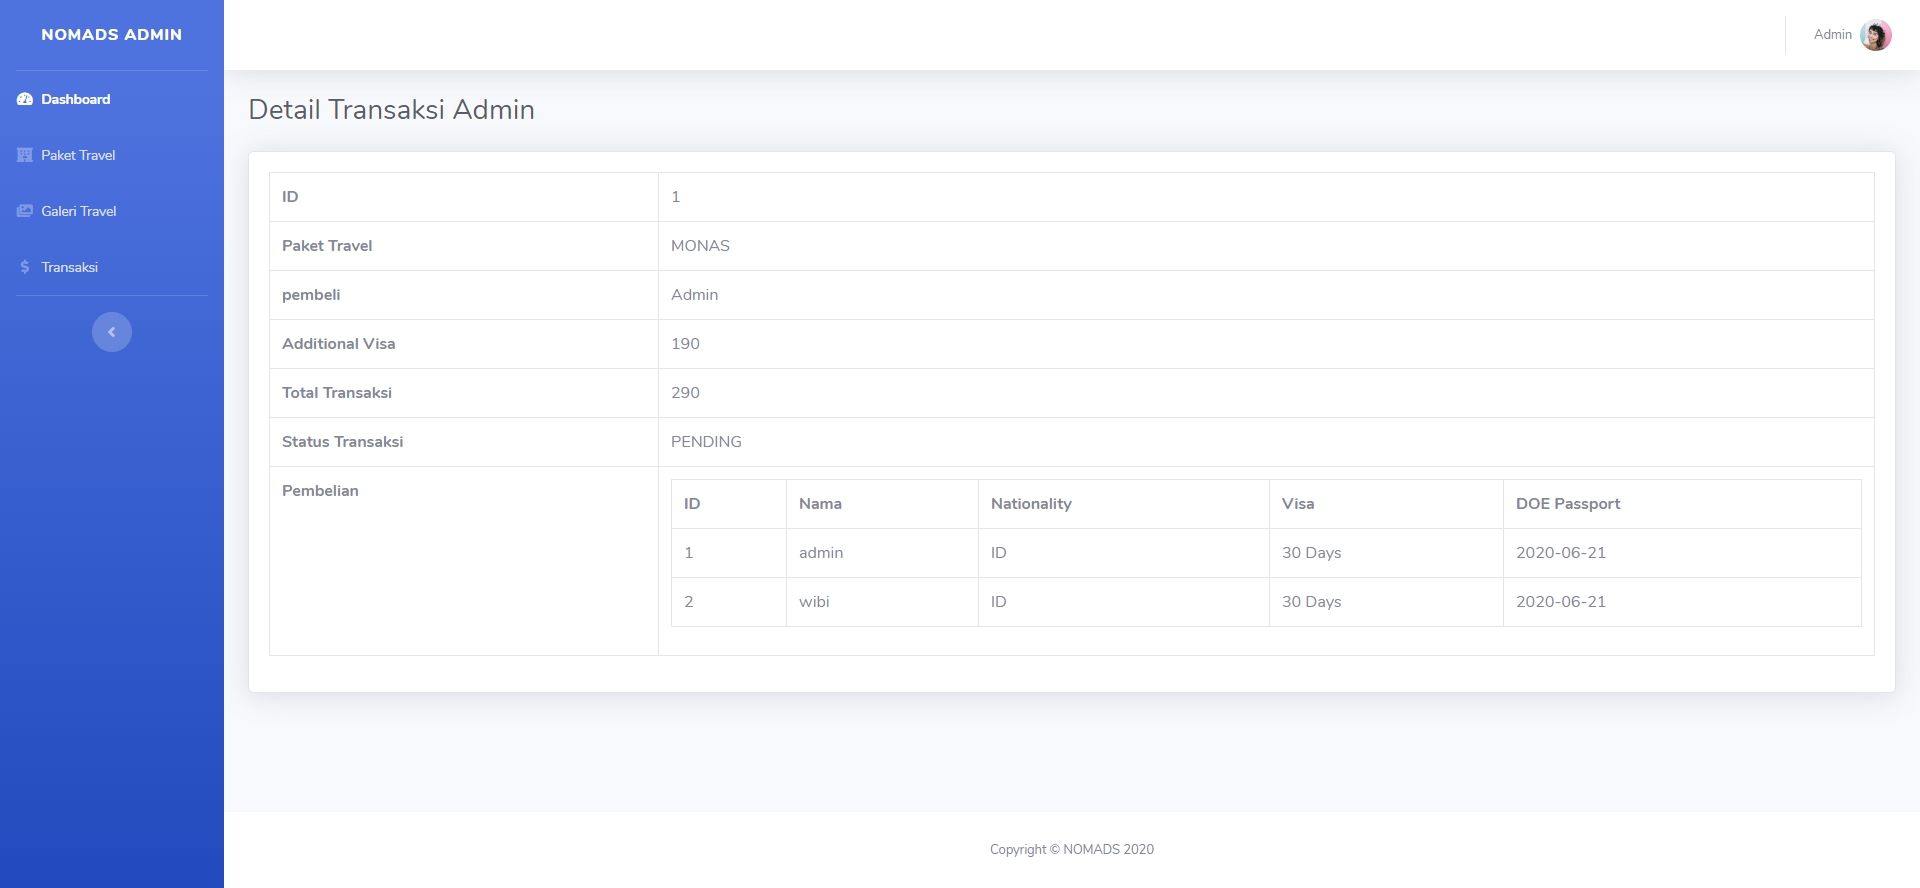 NOMADS ADMIN
Dashboard
Paket Travel
Galeri Travel
Transaksi
Admin
Detail Transaksi Admin
ID 1
Paket Travel MONAS
pembeli Admin
Additional Visa 190
Total Transaksi 290
Status Transaksi PENDING
Pembelian
ID Nama Nationality Visa DOE Passport
1 admin ID 30 Days 2020-06-21
2 wibi ID 30 Days 2020-06-21
Copyright © NOMADS 2020